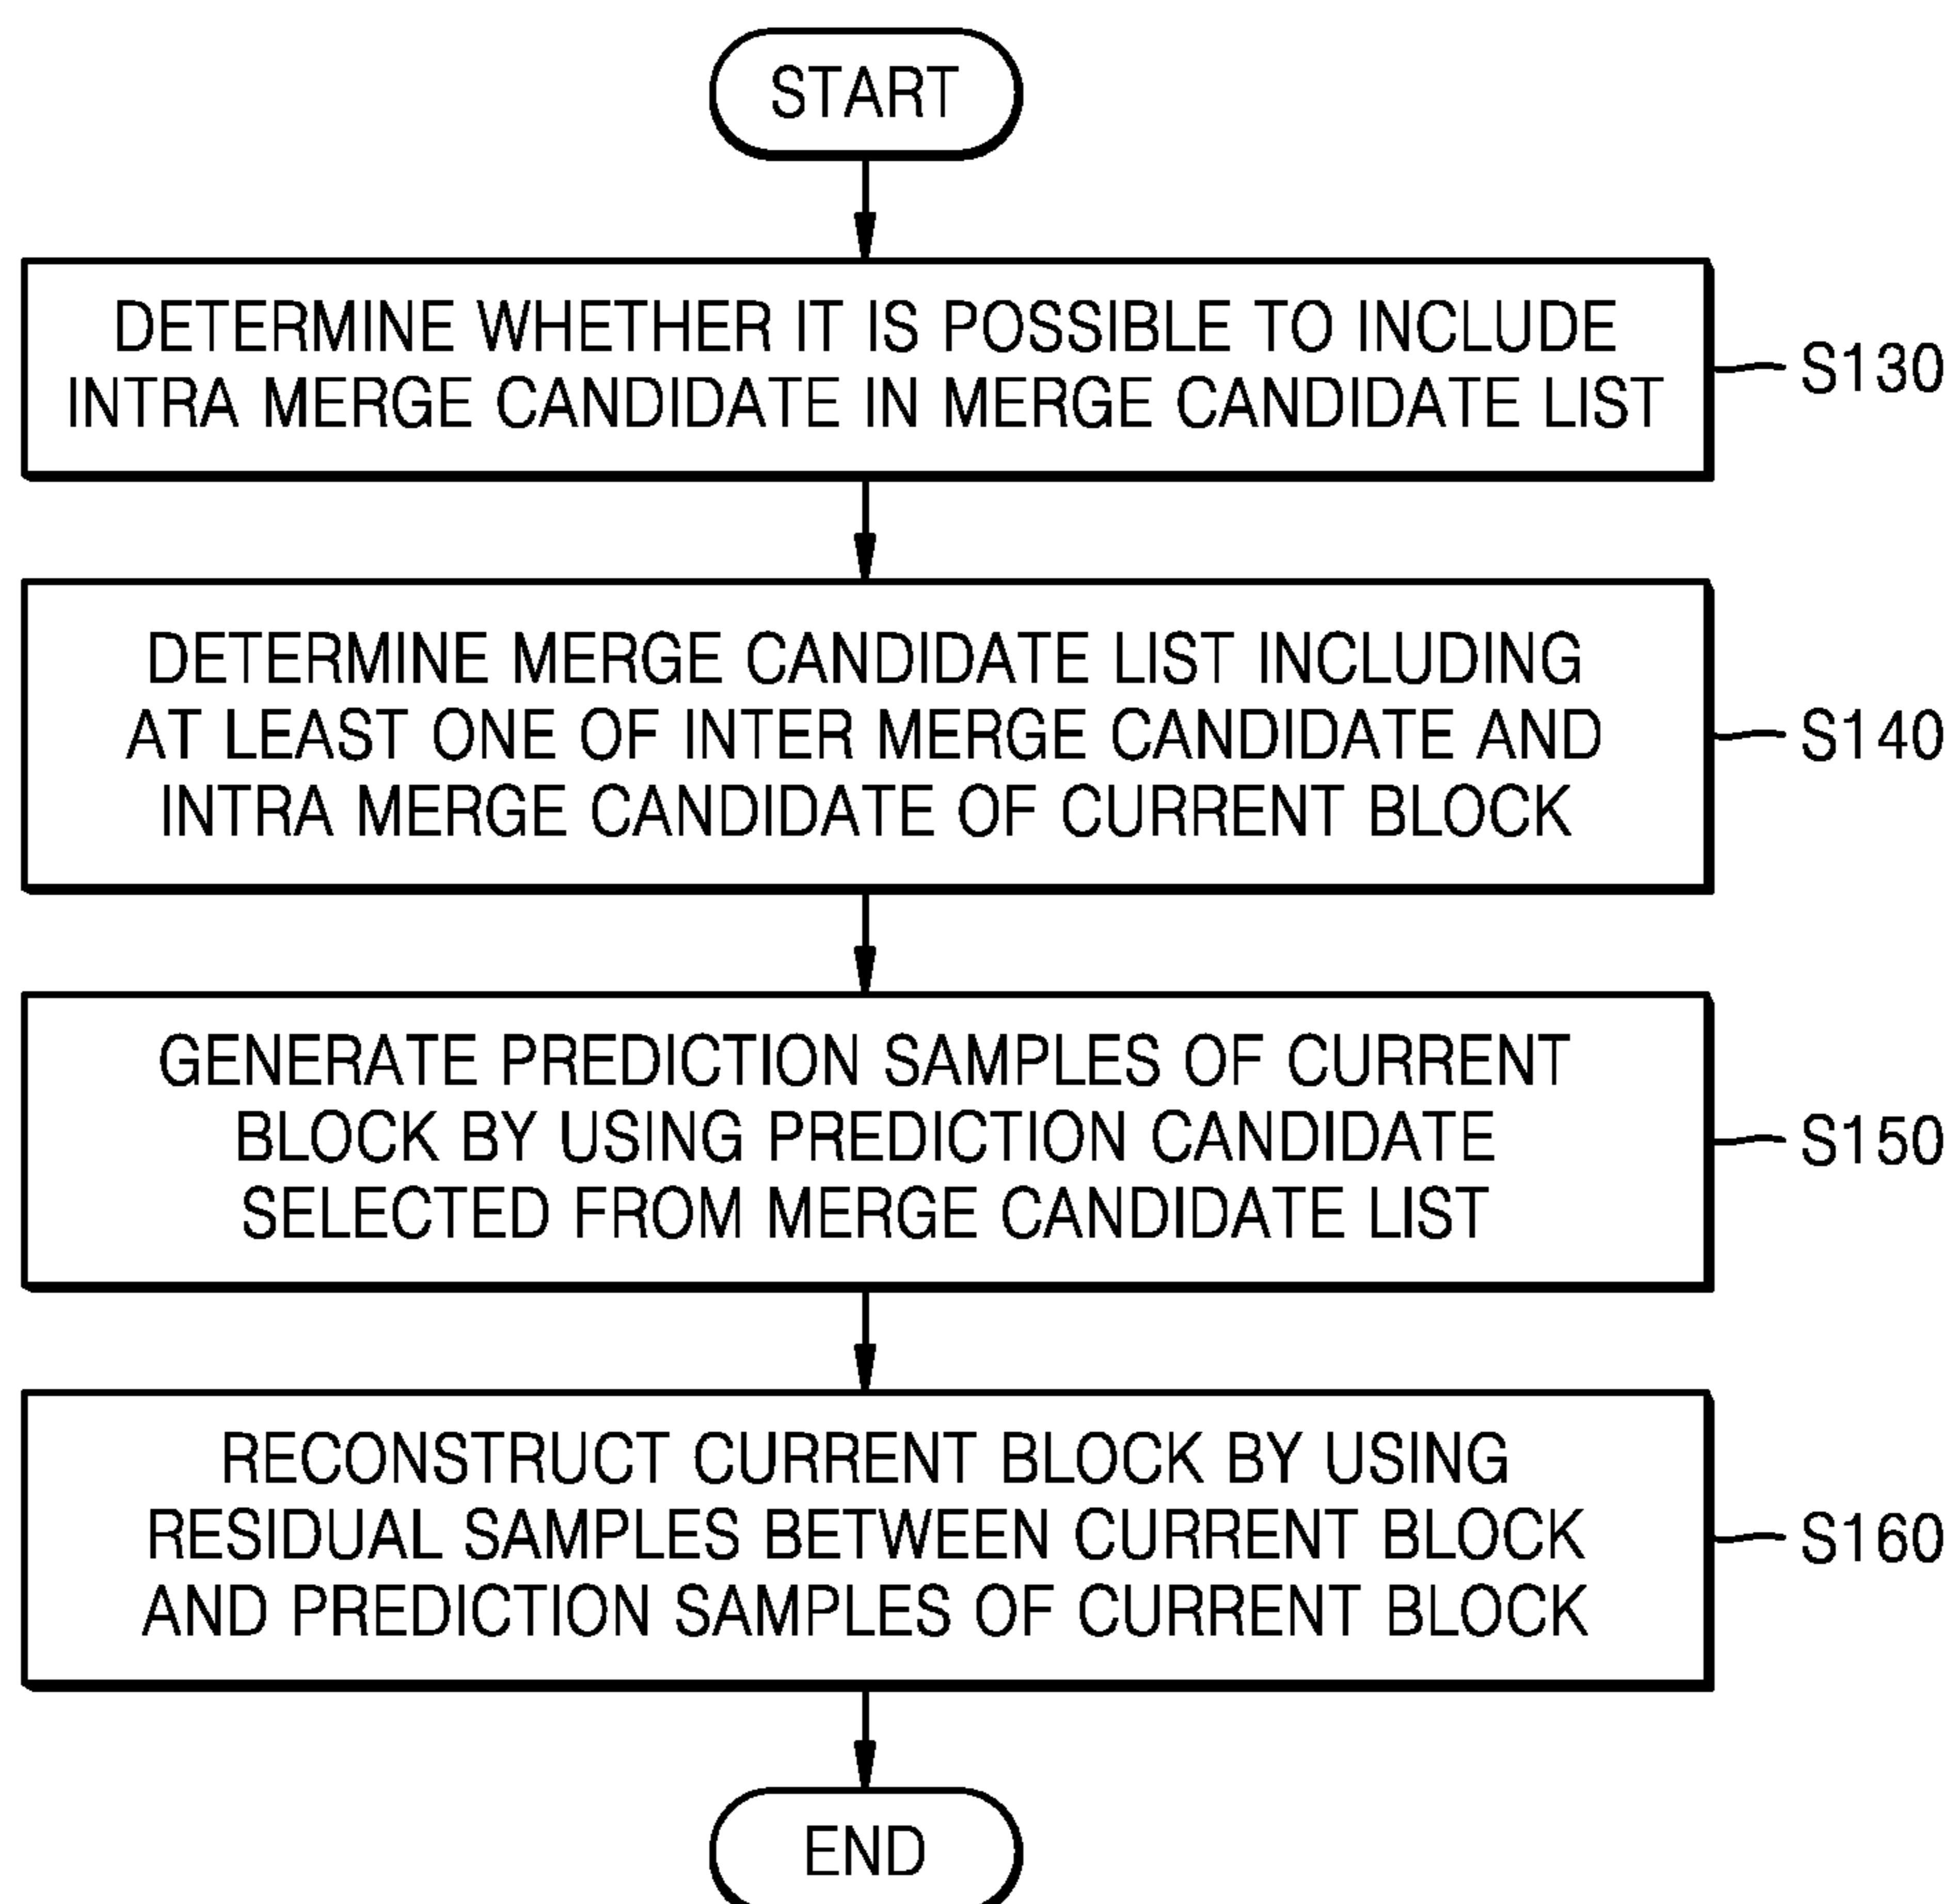 START
DETERMINE WHETHER IT IS POSSIBLE TO INCLUDE
INTRA MERGE CANDIDATE IN MERGE CANDIDATE LIST
S130
DETERMINE MERGE CANDIDATE LIST INCLUDING
AT LEAST ONE OF INTER MERGE CANDIDATE AND
INTRA MERGE CANDIDATE OF CURRENT BLOCK
S140
GENERATE PREDICTION SAMPLES OF CURRENT
BLOCK BY USING PREDICTION CANDIDATE
SELECTED FROM MERGE CANDIDATE LIST
S150
RECONSTRUCT CURRENT BLOCK BY USING
RESIDUAL SAMPLES BETWEEN CURRENT BLOCK
AND PREDICTION SAMPLES OF CURRENT BLOCK
S160
END